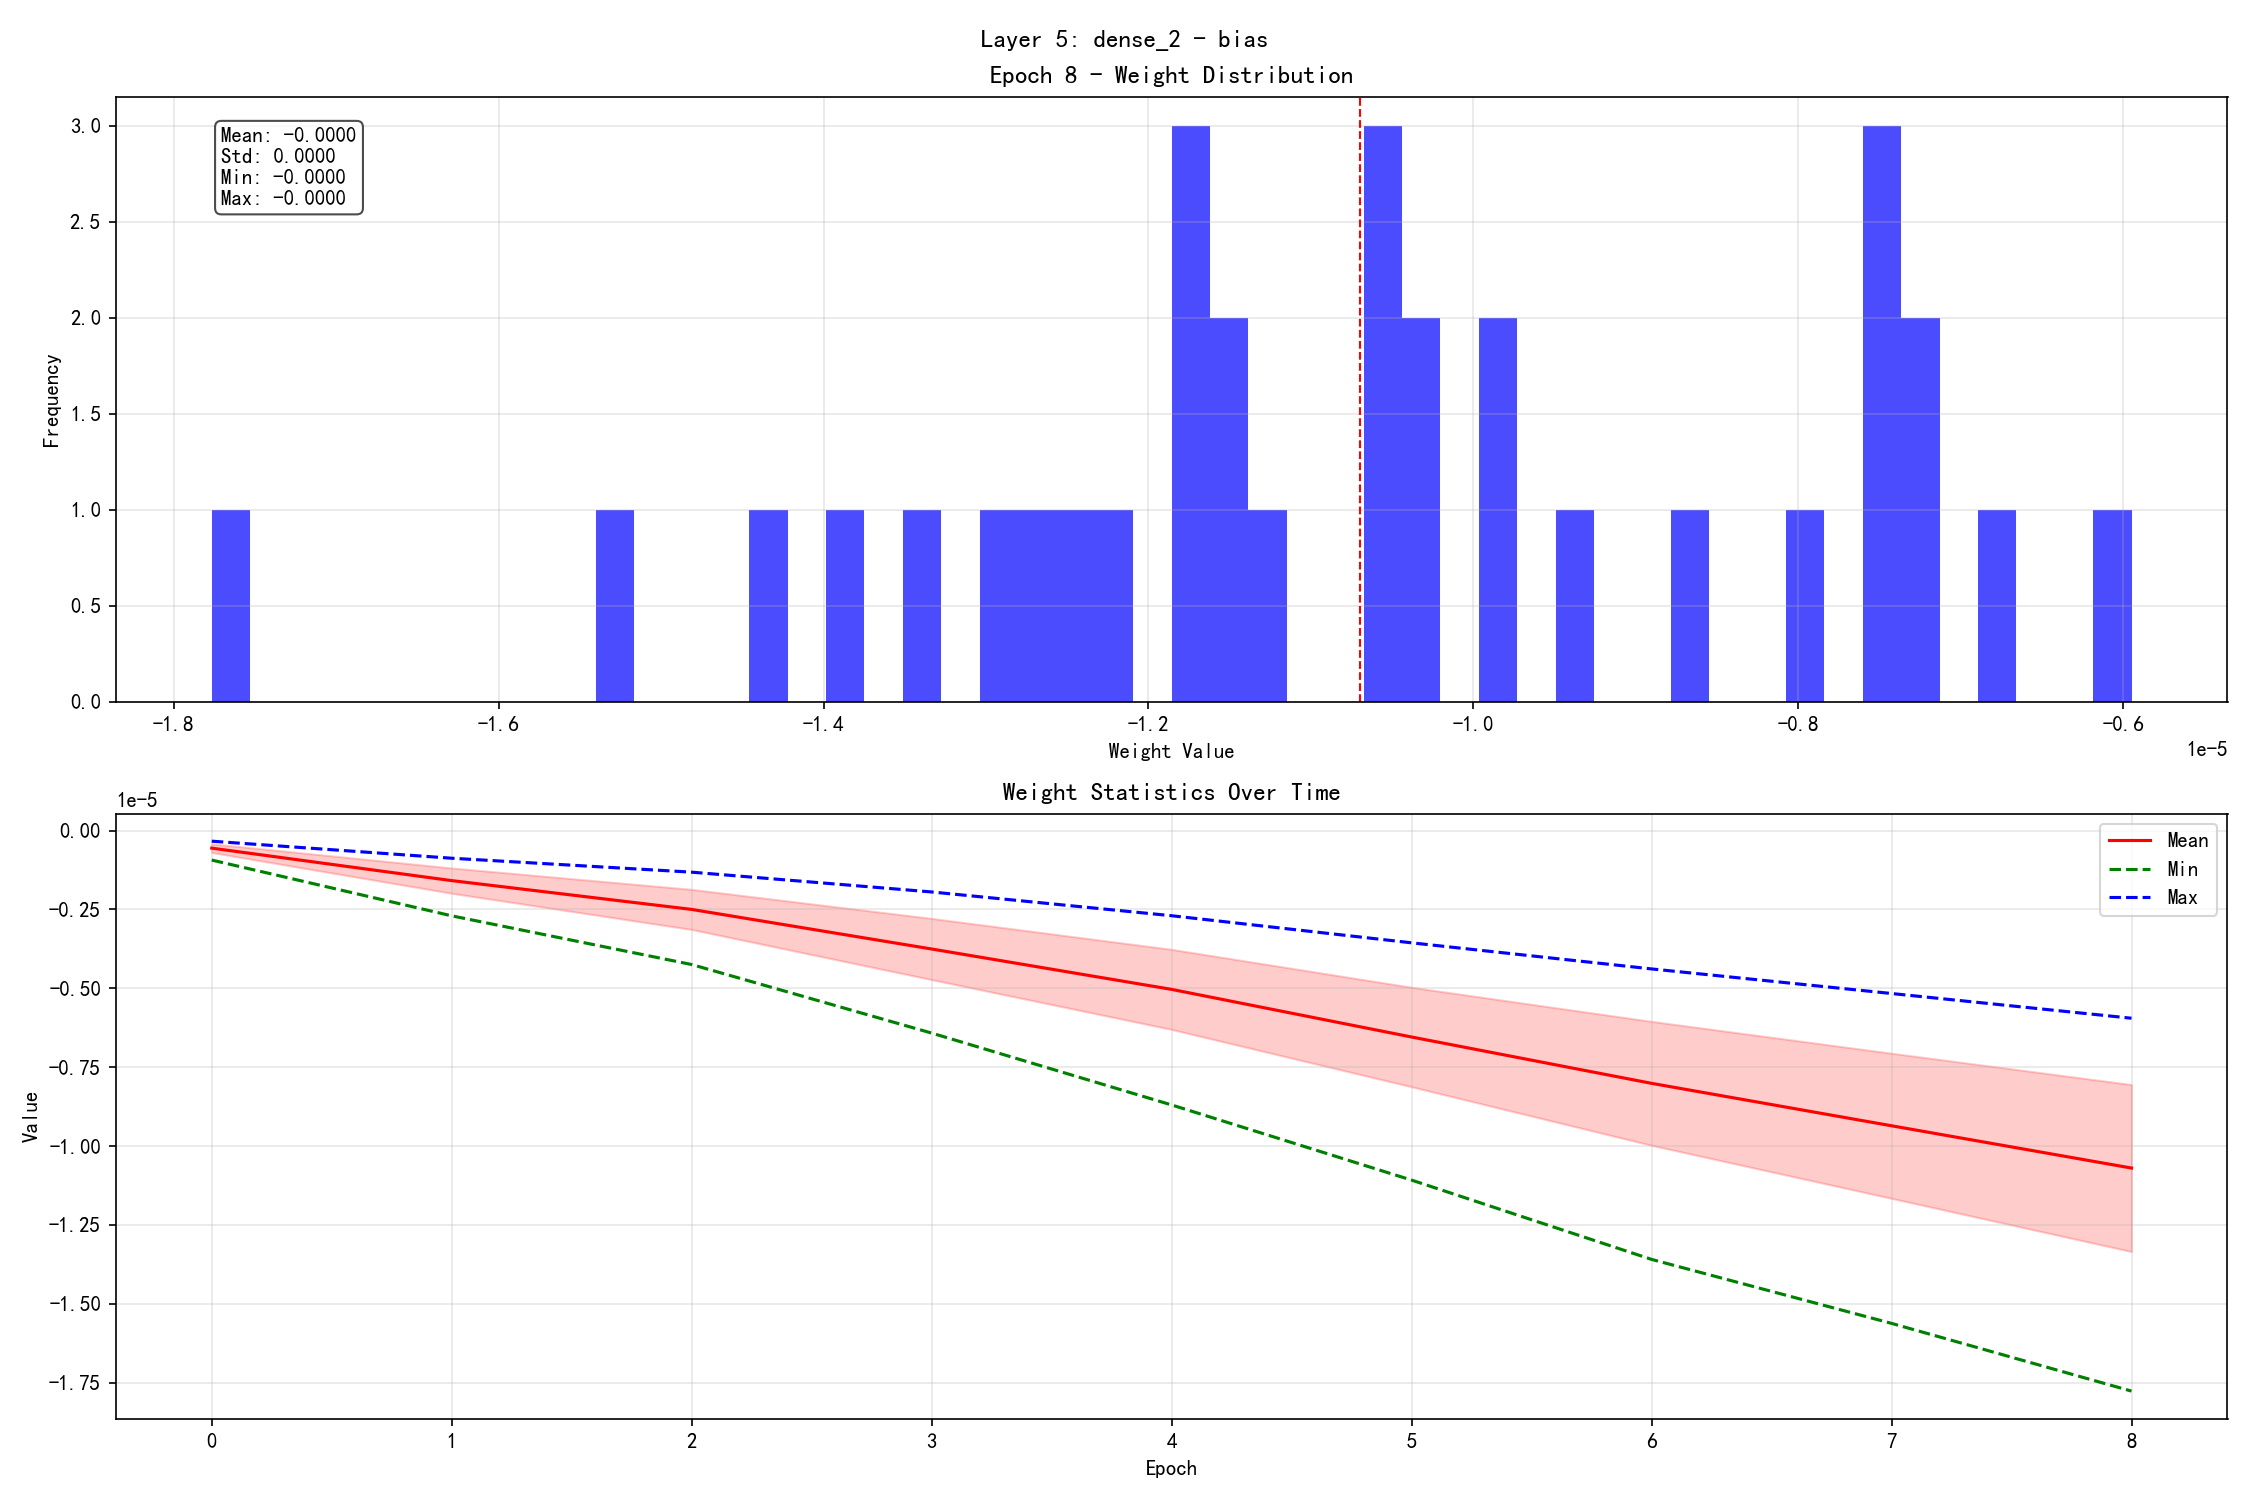 Layer 5: dense_2 - bias
Epoch 8 - Weight Distribution
Mean: -0.0000
Std: 0.0000
Min: -0.0000
Max: -0.0000
3.0
2.5
2.0
1.5
1.0
0.5
0.0
Frequency
-1.8 -1.6 -1.4 -1.2 -1.0 -0.8 -0.6
1e-5
Weight Value
Weight Statistics Over Time
1e-5
0.00
-0.25
-0.50
-0.75
-1.00
-1.25
-1.50
-1.75
Value
Mean
Min
Max
0 1 2 3 4 5 6 7 8
Epoch